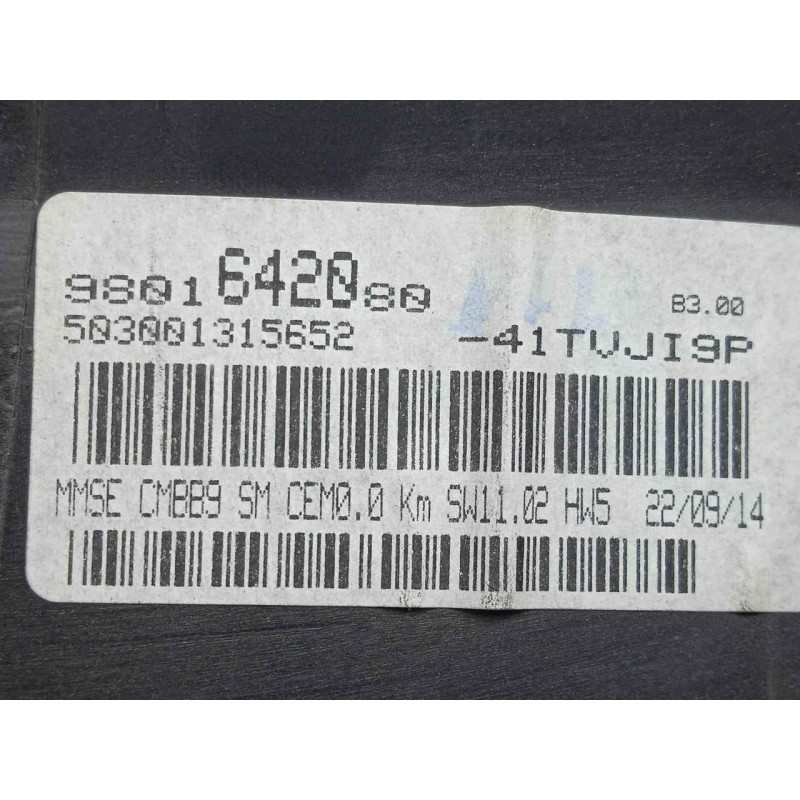 9801642080 B3.00
503001315652 -41TVJI9P
MMSE CMBB9 SM CEM0.0 Km SW11.02 HW5 22/09/14